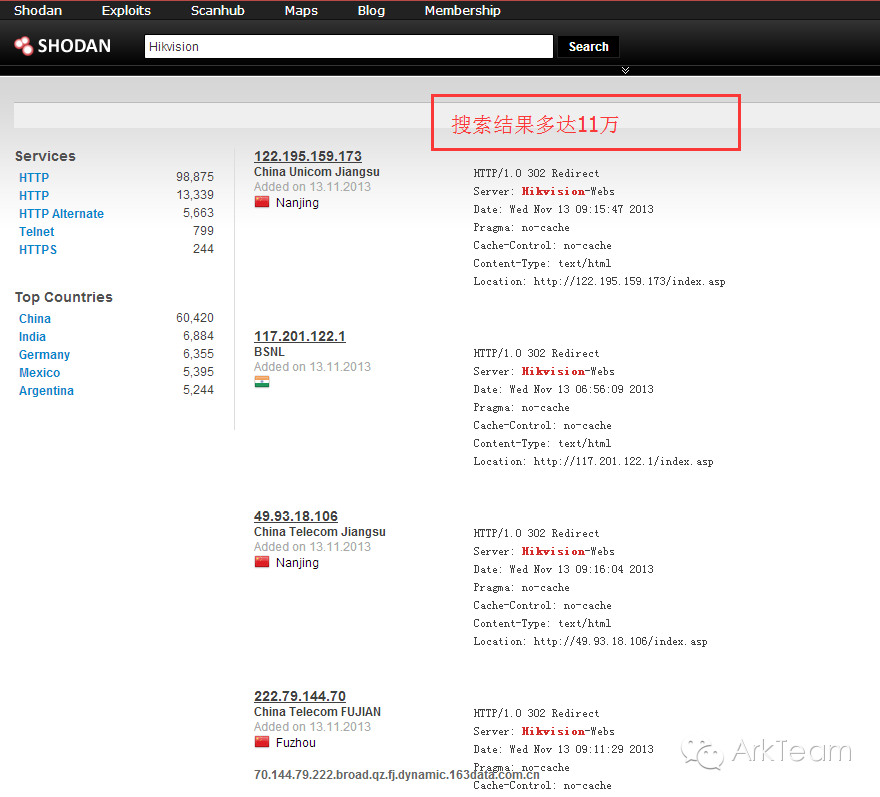 Shodan Exploits Scanhub Maps Blog Membership
SHODAN Hikvision Search
搜索结果多达11万
Services
HTTP 98,875
HTTP 13,339
HTTP Alternate 5,663
Telnet 799
HTTPS 244
Top Countries
China 60,420
India 6,884
Germany 6,355
Mexico 5,395
Argentina 5,244
122.195.159.173
China Unicom Jiangsu
Added on 13.11.2013
Nanjing
HTTP/1.0 302 Redirect
Server: Hikvision-Webs
Date: Wed Nov 13 09:15:47 2013
Pragma: no-cache
Cache-Control: no-cache
Content-Type: text/html
Location: http://122.195.159.173/index.asp
117.201.122.1
BSNL
Added on 13.11.2013
HTTP/1.0 302 Redirect
Server: Hikvision-Webs
Date: Wed Nov 13 06:56:09 2013
Pragma: no-cache
Cache-Control: no-cache
Content-Type: text/html
Location: http://117.201.122.1/index.asp
49.93.18.106
China Telecom Jiangsu
Added on 13.11.2013
Nanjing
HTTP/1.0 302 Redirect
Server: Hikvision-Webs
Date: Wed Nov 13 09:16:04 2013
Pragma: no-cache
Cache-Control: no-cache
Content-Type: text/html
Location: http://49.93.18.106/index.asp
222.79.144.70
China Telecom FUJIAN
Added on 13.11.2013
Fuzhou
70.144.79.222.broad.qz.fj.dynamic.163data.com.cn
HTTP/1.0 302 Redirect
Server: Hikvision-Webs
Date: Wed Nov 13 09:11:29 2013
Pragma: no-cache
Cache-Control: no-cache
ArkTeam